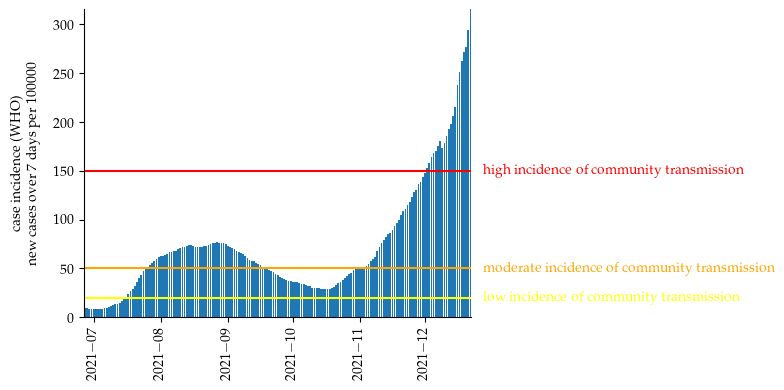 case incidence (WHO)
new cases over 7 days per 100000
300
250
200
150
100
50
0
high incidence of community transmission
moderate incidence of community transmission
low incidence of community transmission
2021−07
2021−08
2021−09
2021−10
2021−11
2021−12